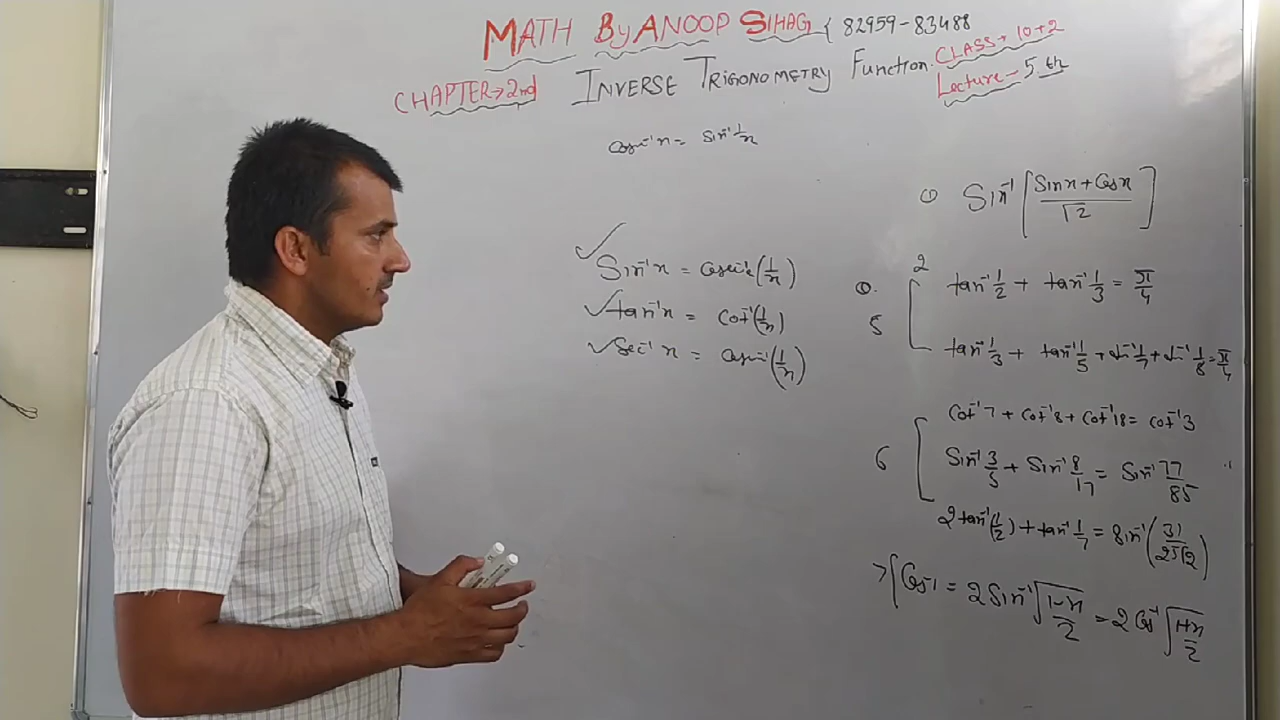 MATH By ANOOP SIHAG { 82959-83488
CHAPTER→2nd INVERSE TRIGONOMETRY Function. CLASS→ 10+2
Lecture - 5th
Cosec⁻¹x = Sin⁻¹ 1/x
① Sin⁻¹[(Sinx+Cosx)/√2]
✓ Sin⁻¹x = Cosec⁻¹(1/x)
✓ tan⁻¹x = Cot⁻¹(1/x)
✓ Sec⁻¹x = Cos⁻¹(1/x)
2 tan⁻¹ 1/2 + tan⁻¹ 1/3 = π/4
5 tan⁻¹ 1/3 + tan⁻¹ 1/5 + tan⁻¹ 1/7 + tan⁻¹ 1/8 = π/4
Cot⁻¹7 + Cot⁻¹8 + Cot⁻¹18 = Cot⁻¹3
6 Sin⁻¹ 3/5 + Sin⁻¹ 8/17 = Sin⁻¹ 77/85
2tan⁻¹(1/2) + tan⁻¹ 1/7 = Sin⁻¹(31/25√2)
7 Cos⁻¹ = 2 Sin⁻¹ √((1-x)/2) = 2 Cos⁻¹ √((1+x)/2)